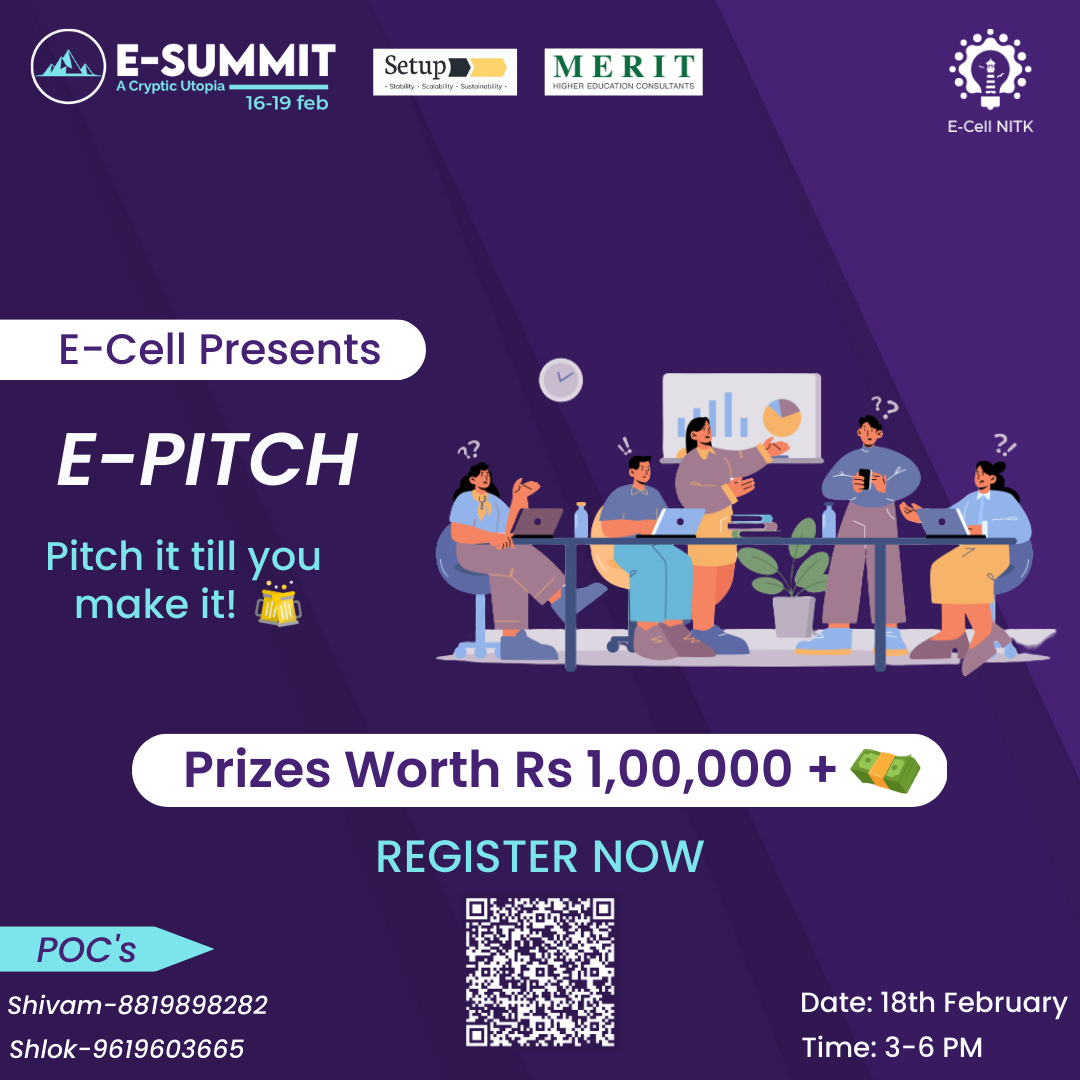 E-SUMMIT
A Cryptic Utopia
16-19 feb
Setup
• Stability • Scalability • Sustainability •
MERIT
HIGHER EDUCATION CONSULTANTS
E-Cell NITK
E-Cell Presents
E-PITCH
Pitch it till you
make it! 🍻
??
!!
??
?!
Prizes Worth Rs 1,00,000 + 💸
REGISTER NOW
POC's
Shivam-8819898282
Shlok-9619603665
Date: 18th February
Time: 3-6 PM